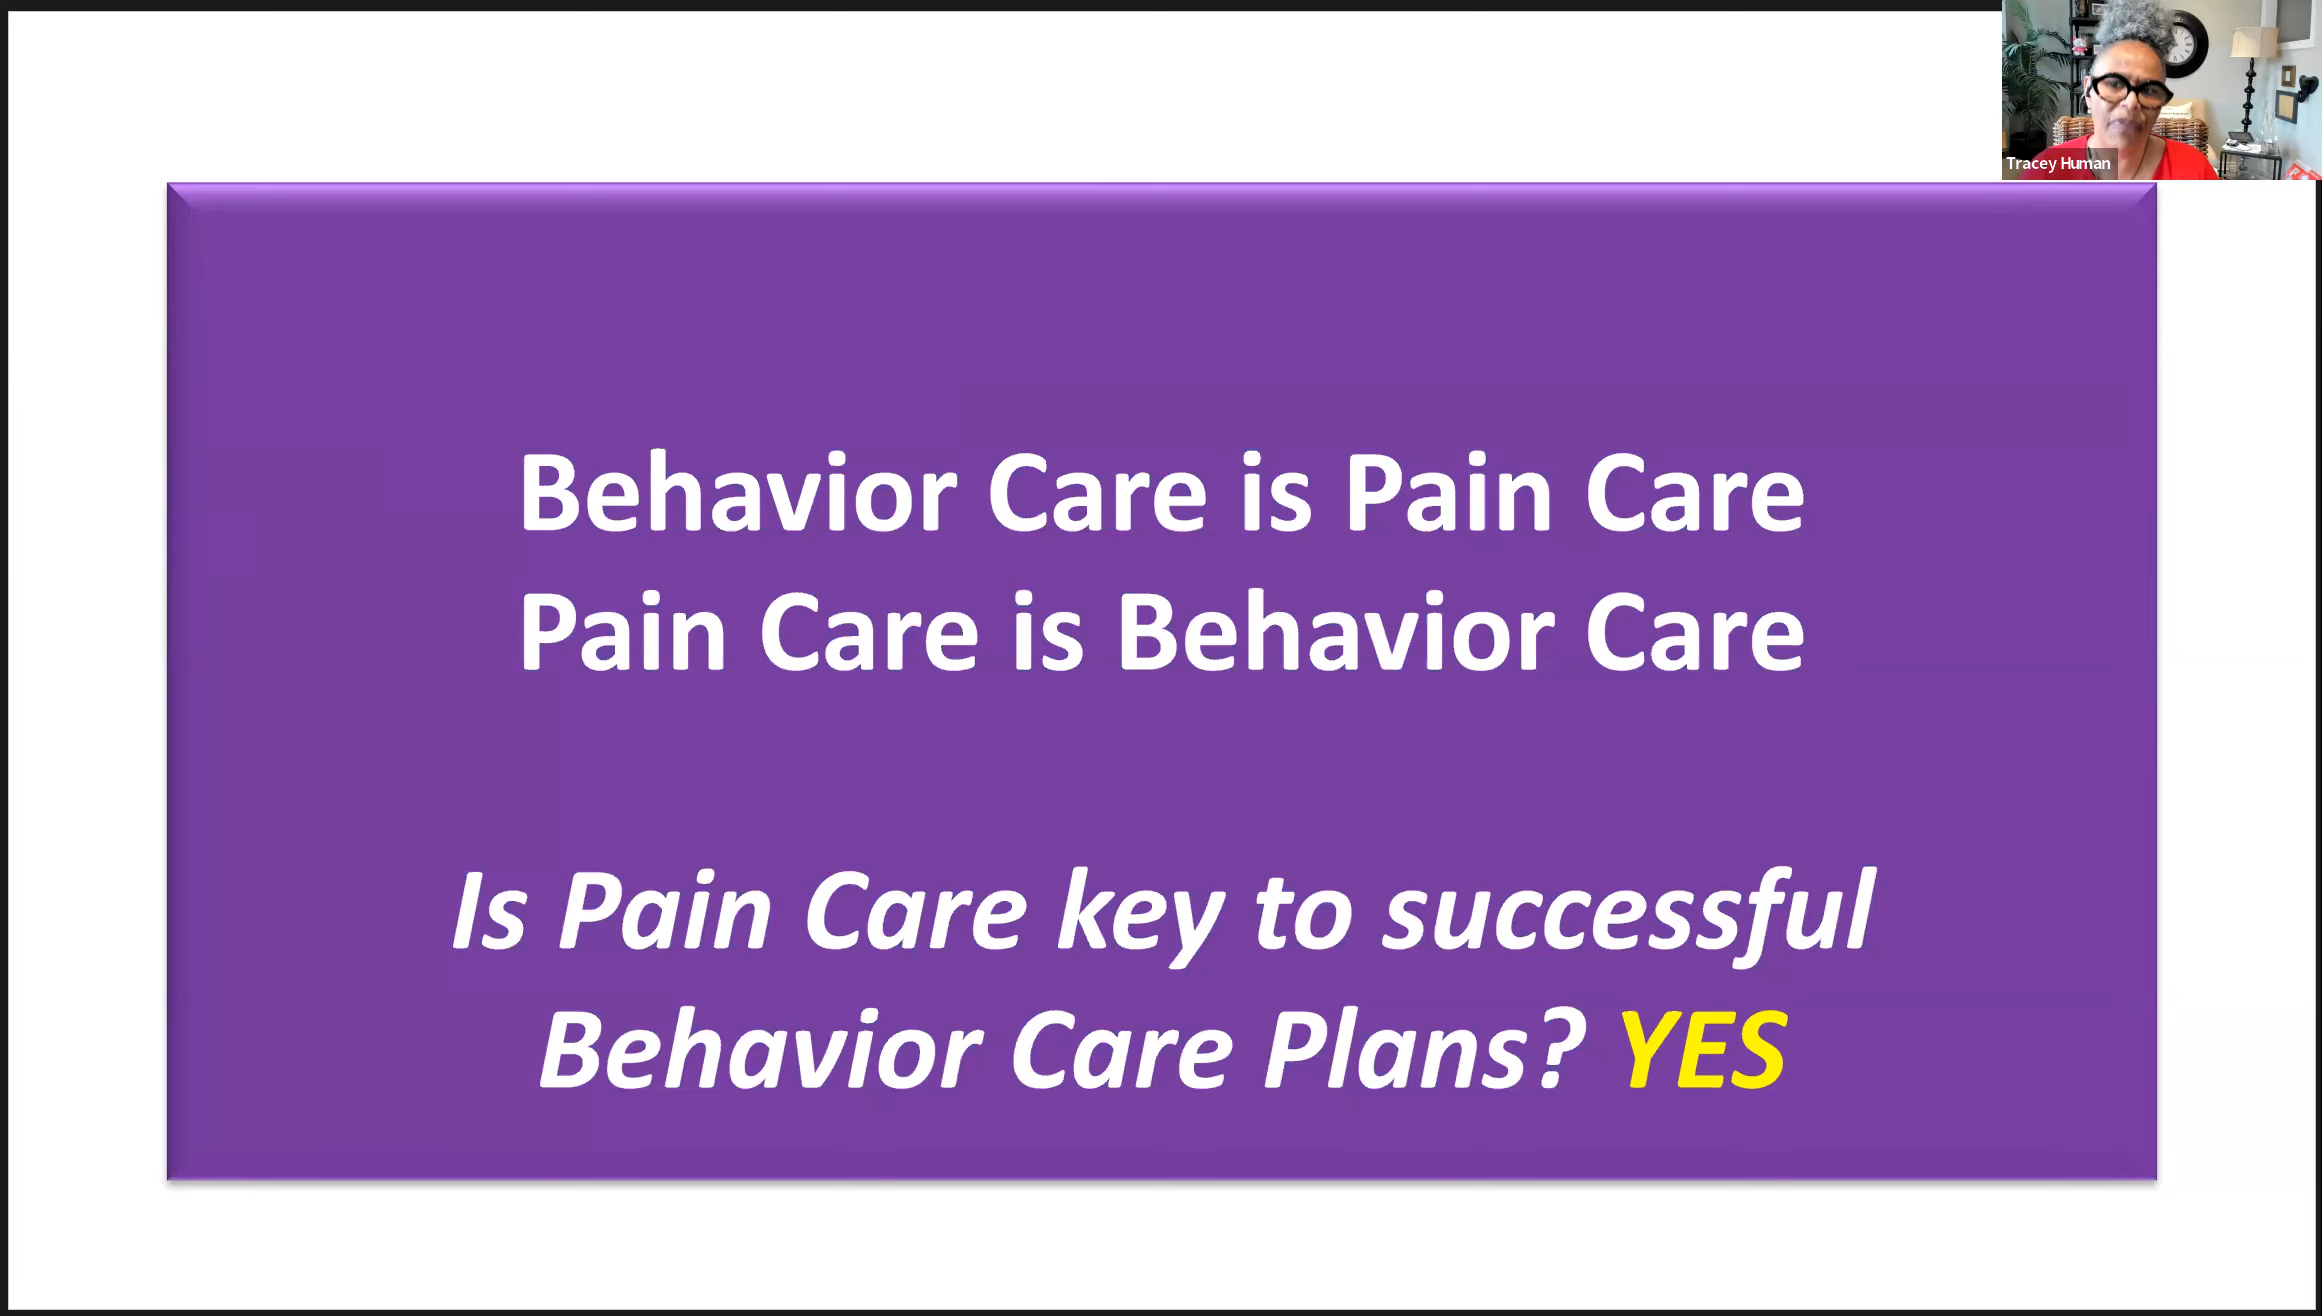 Tracey Human
Behavior Care is Pain Care
Pain Care is Behavior Care
Is Pain Care key to successful
Behavior Care Plans? YES